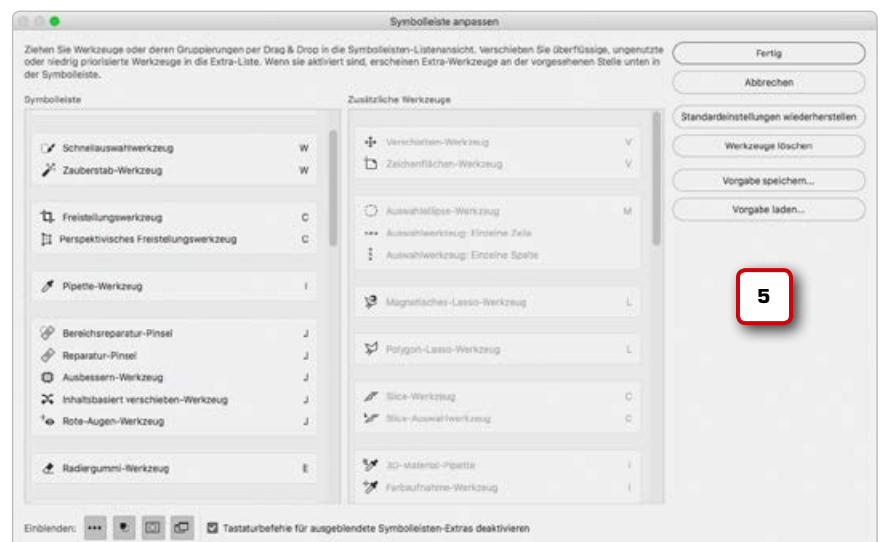 Symbolleiste anpassen
Ziehen Sie Werkzeuge oder deren Gruppierungen per Drag & Drop in die Symbolleisten-Listenansicht. Verschieben Sie überflüssige, ungenutzte
oder niedrig priorisierte Werkzeuge in die Extra-Liste. Wenn sie aktiviert sind, erscheinen Extra-Werkzeuge an der vorgesehenen Stelle unten in
der Symbolleiste.
Symbolleiste
Schnellauswahlwerkzeug W
Zauberstab-Werkzeug W
Freistellungswerkzeug C
Perspektivisches Freistellungswerkzeug C
Pipette-Werkzeug I
Bereichsreparatur-Pinsel J
Reparatur-Pinsel J
Ausbessern-Werkzeug J
Inhaltsbasiert verschieben-Werkzeug J
Rote-Augen-Werkzeug J
Radiergummi-Werkzeug E
Zusätzliche Werkzeuge
Verschieben-Werkzeug V
Zeichenflächen-Werkzeug V
Auswahlellipse-Werkzeug M
Auswahlwerkzeug: Einzelne Zeile
Auswahlwerkzeug: Einzelne Spalte
Magnetisches-Lasso-Werkzeug L
Polygon-Lasso-Werkzeug L
Slice-Werkzeug C
Slice-Auswahlwerkzeug C
3D-Material-Pipette I
Farbaufnahme-Werkzeug I
Fertig
Abbrechen
Standardeinstellungen wiederherstellen
Werkzeuge löschen
Vorgabe speichern...
Vorgabe laden...
5
Einblenden:
Tastaturbefehle für ausgeblendete Symbolleisten-Extras deaktivieren